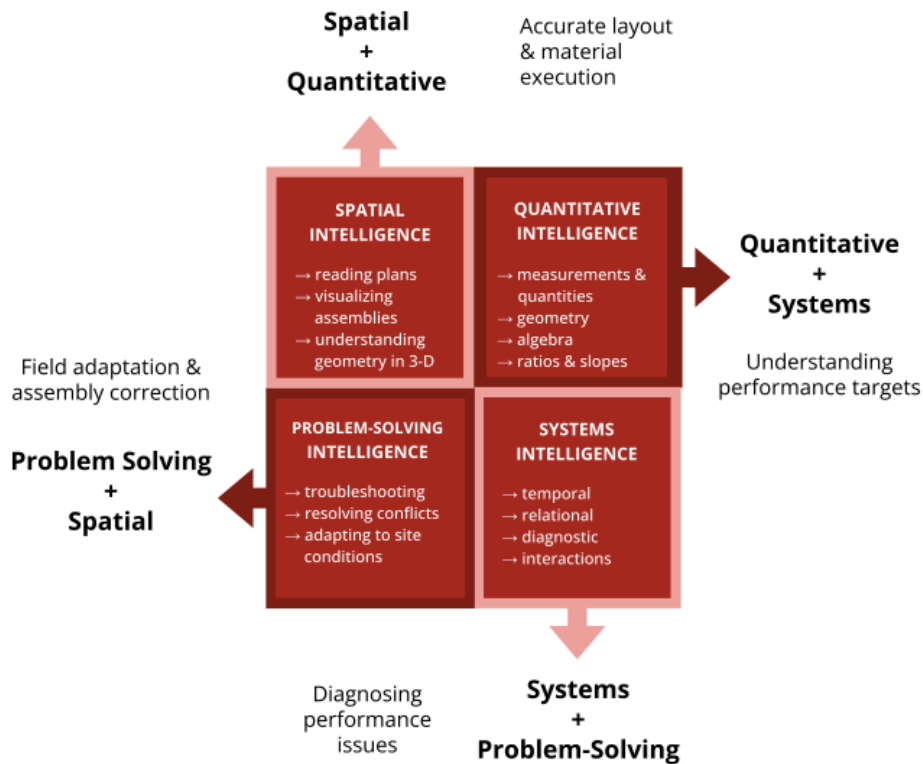 Spatial
+
Quantitative
Accurate layout
& material
execution
SPATIAL
INTELLIGENCE
→ reading plans
→ visualizing
assemblies
→ understanding
geometry in 3-D
QUANTITATIVE
INTELLIGENCE
→ measurements &
quantities
→ geometry
→ algebra
→ ratios & slopes
Quantitative
+
Systems
Understanding
performance targets
Field adaptation &
assembly correction
Problem Solving
+
Spatial
PROBLEM-SOLVING
INTELLIGENCE
→ troubleshooting
→ resolving conflicts
→ adapting to site
conditions
SYSTEMS
INTELLIGENCE
→ temporal
→ relational
→ diagnostic
→ interactions
Diagnosing
performance
issues
Systems
+
Problem-Solving